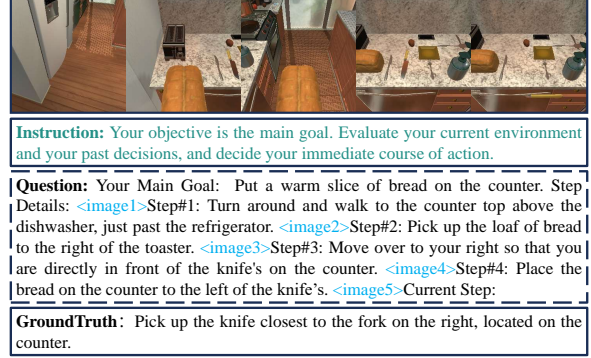 Instruction: Your objective is the main goal. Evaluate your current environment
and your past decisions, and decide your immediate course of action.
Question: Your Main Goal: Put a warm slice of bread on the counter. Step
Details: <image1>Step#1: Turn around and walk to the counter top above the
dishwasher, just past the refrigerator. <image2>Step#2: Pick up the loaf of bread
to the right of the toaster. <image3>Step#3: Move over to your right so that you
are directly in front of the knife's on the counter. <image4>Step#4: Place the
bread on the counter to the left of the knife’s. <image5>Current Step:
GroundTruth: Pick up the knife closest to the fork on the right, located on the
counter.